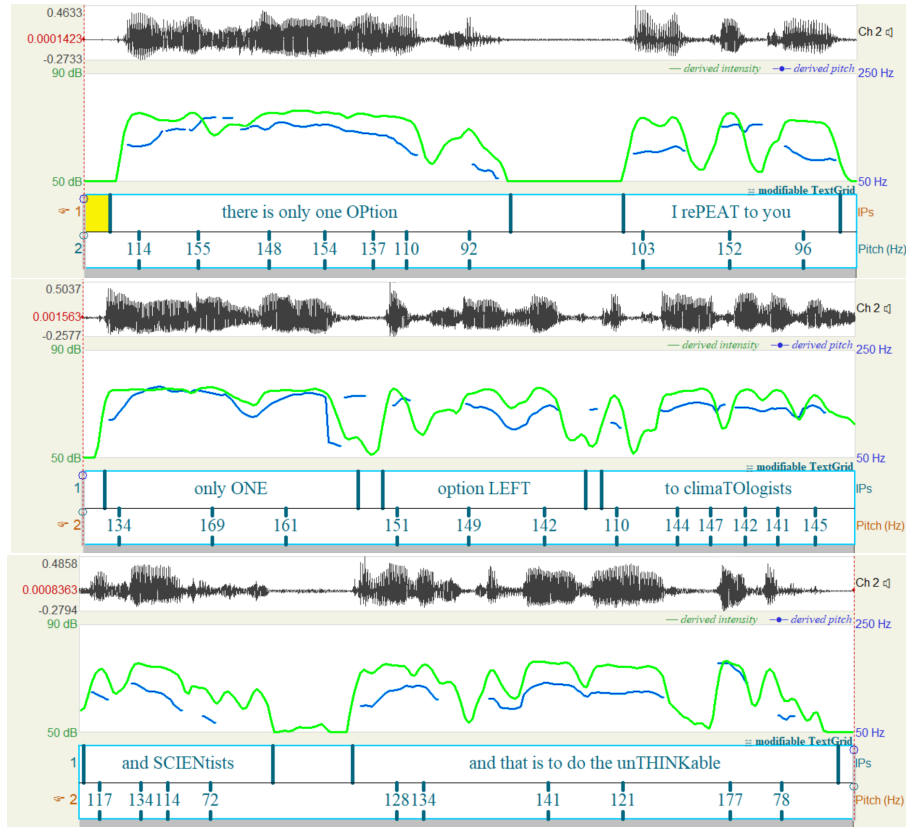 0.4633
0.0001423
-0.2733
Ch 2
derived intensity derived pitch
90 dB 250 Hz
50 dB 50 Hz
modifiable TextGrid
1 there is only one OPtion I rePEAT to you IPs
2 114 155 148 154 137 110 92 103 152 96 Pitch (Hz)
0.5037
0.001563
-0.2577
Ch 2
derived intensity derived pitch
90 dB 250 Hz
50 dB 50 Hz
modifiable TextGrid
1 only ONE option LEFT to climaTOlogists IPs
2 134 169 161 151 149 142 110 144 147 142 141 145 Pitch (Hz)
0.4858
0.0008363
-0.2794
Ch 2
derived intensity derived pitch
90 dB 250 Hz
50 dB 50 Hz
modifiable TextGrid
1 and SCIENtists and that is to do the unTHINKable IPs
2 117 134 114 72 128 134 141 121 177 78 Pitch (Hz)